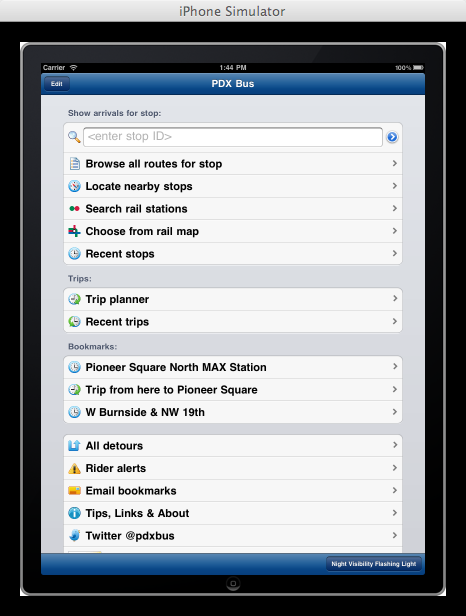 iPhone Simulator
Carrier 1:44 PM 100%
Edit PDX Bus
Show arrivals for stop:
<enter stop ID>
Browse all routes for stop
Locate nearby stops
Search rail stations
Choose from rail map
Recent stops
Trips:
Trip planner
Recent trips
Bookmarks:
Pioneer Square North MAX Station
Trip from here to Pioneer Square
W Burnside & NW 19th
All detours
Rider alerts
Email bookmarks
Tips, Links & About
Twitter @pdxbus
Night Visibility Flashing Light